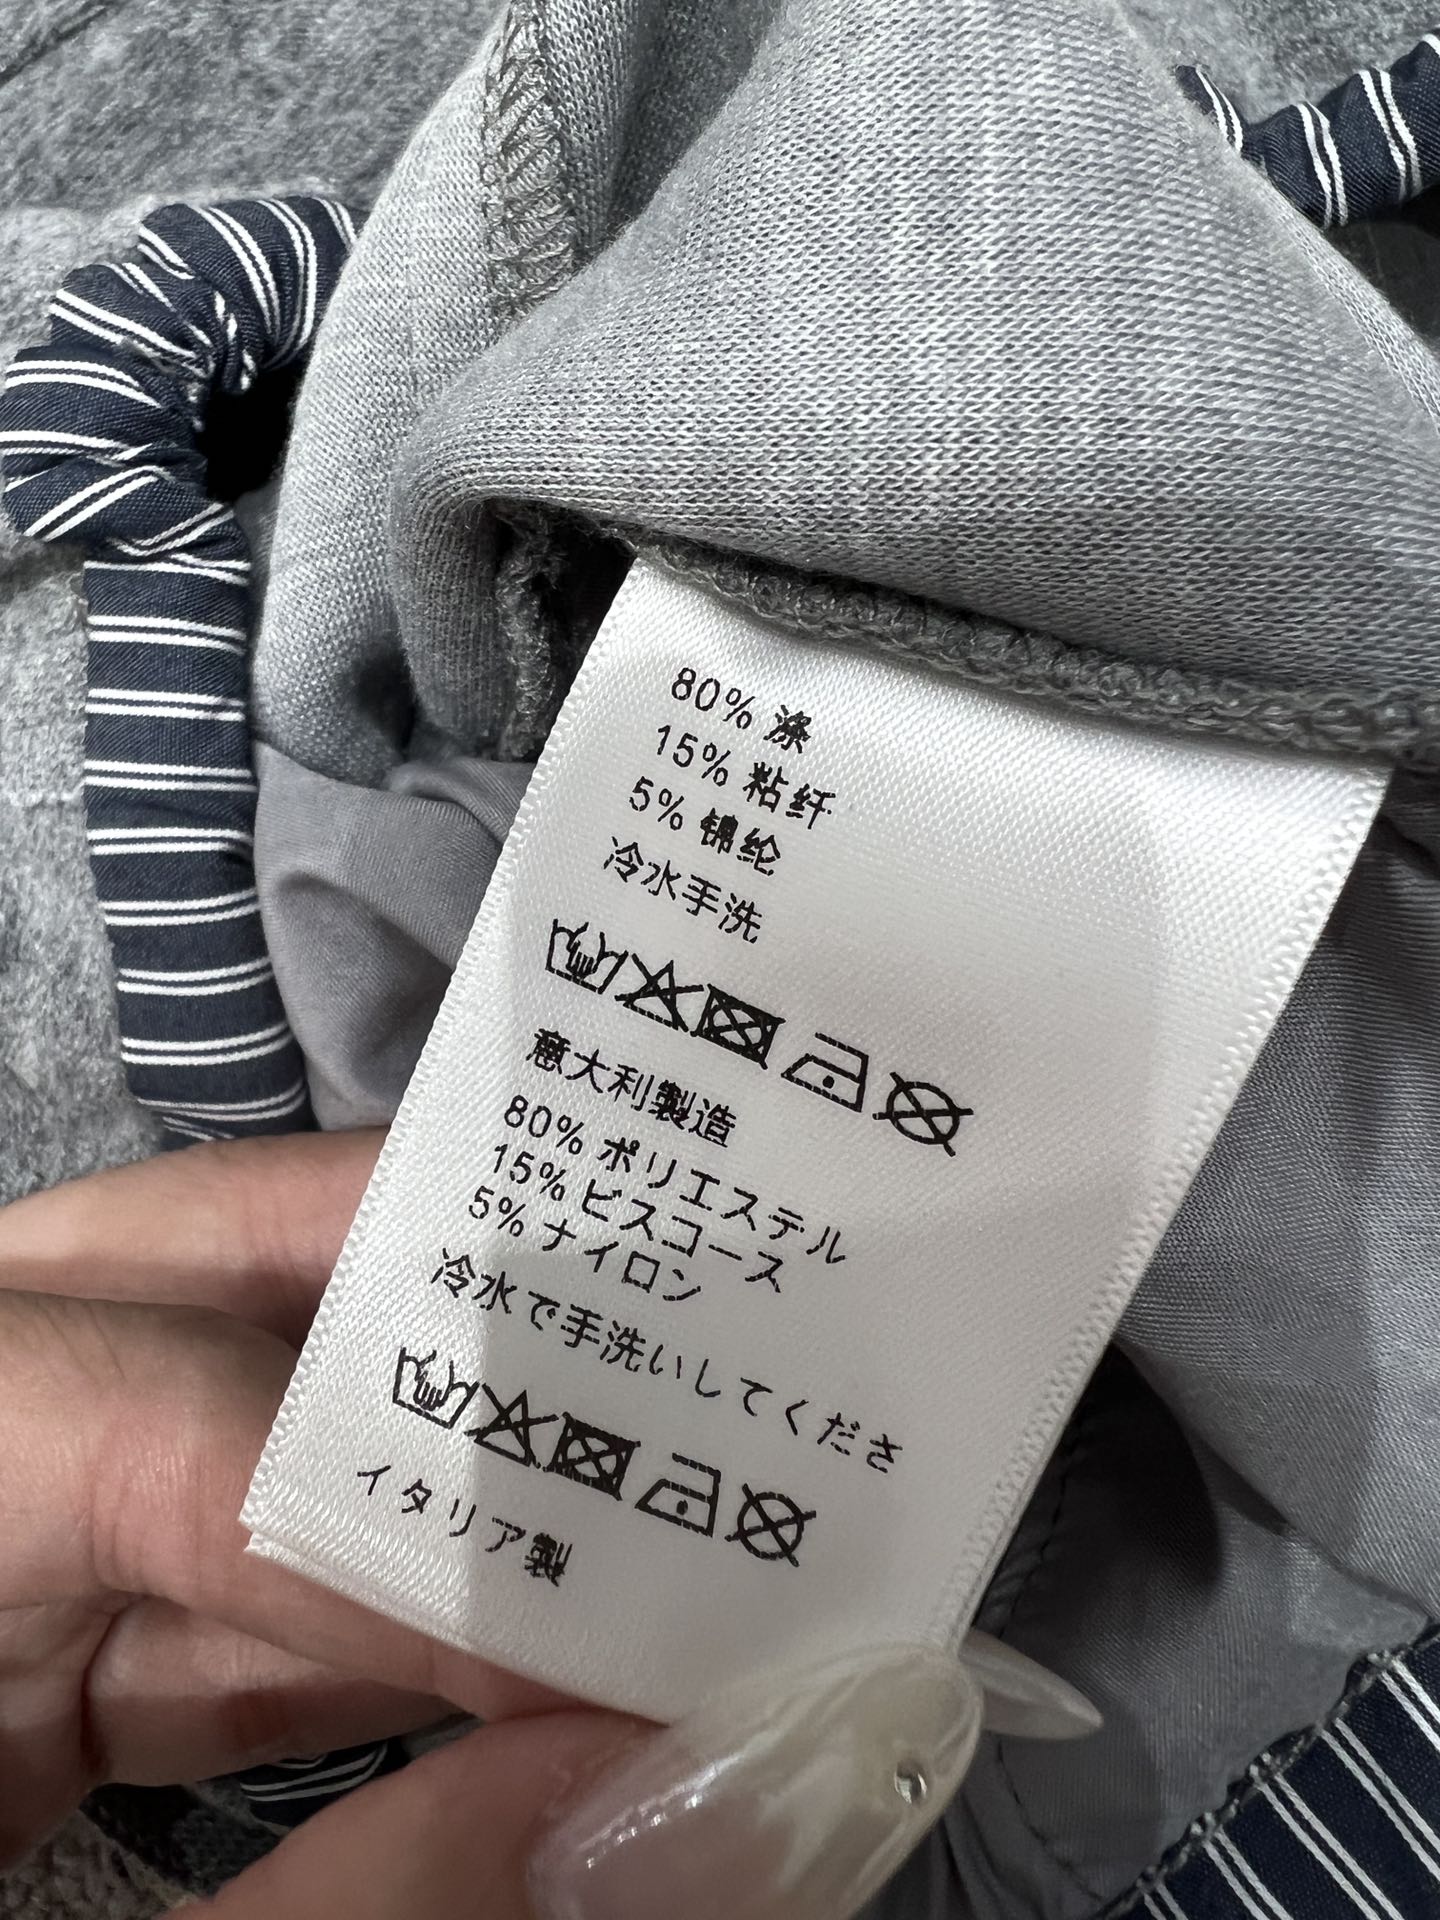 80% 涤
15% 粘纤
5% 锦纶
冷水手洗
意大利製造
80% ポリエステル
15% ビスコース
5% ナイロン
冷水で手洗いしてくださ
イタリア製